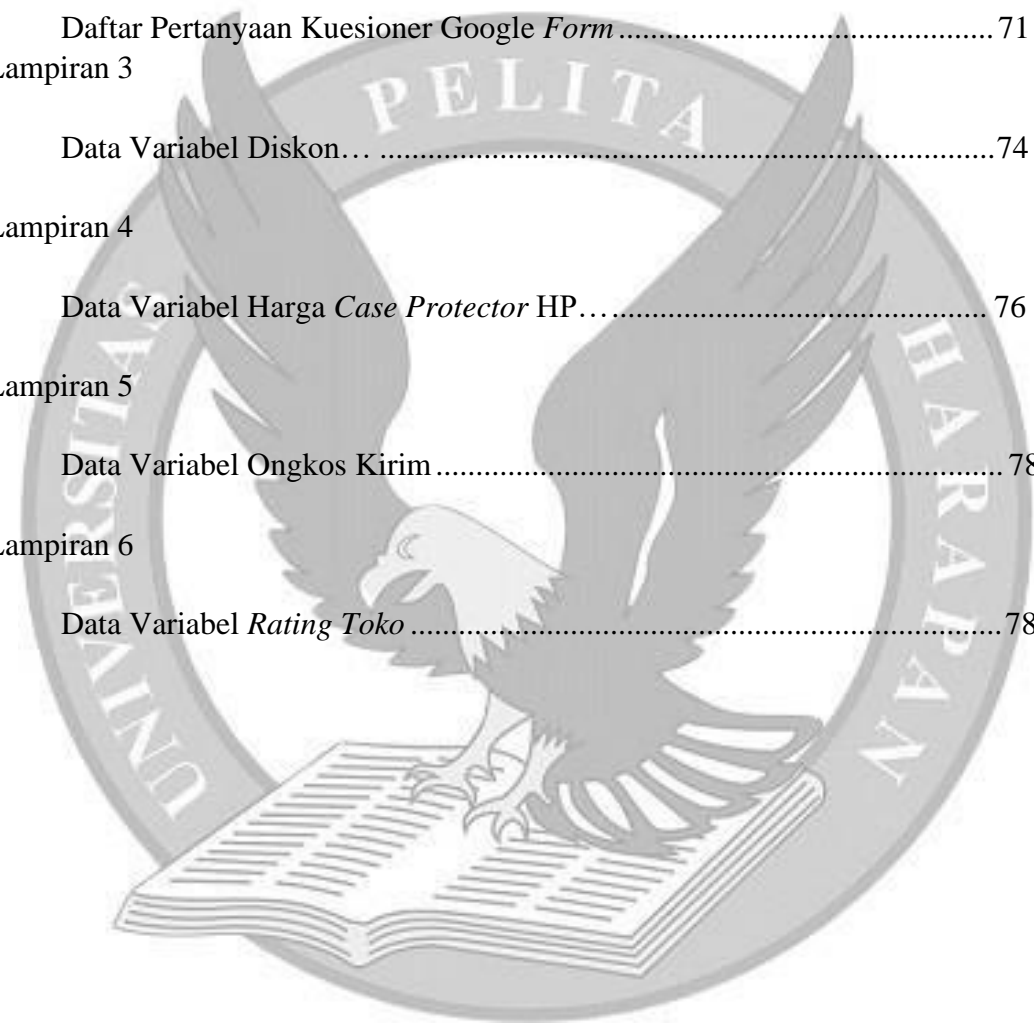 Daftar Pertanyaan Kuesioner Google Form.......................................71
Lampiran 3
Data Variabel Diskon… ...............................................................74
Lampiran 4
Data Variabel Harga Case Protector HP…...................................... 76
Lampiran 5
Data Variabel Ongkos Kirim.......................................................... 78
Lampiran 6
Data Variabel Rating Toko.............................................................78
UNIVERSITAS PELITA HARAPAN